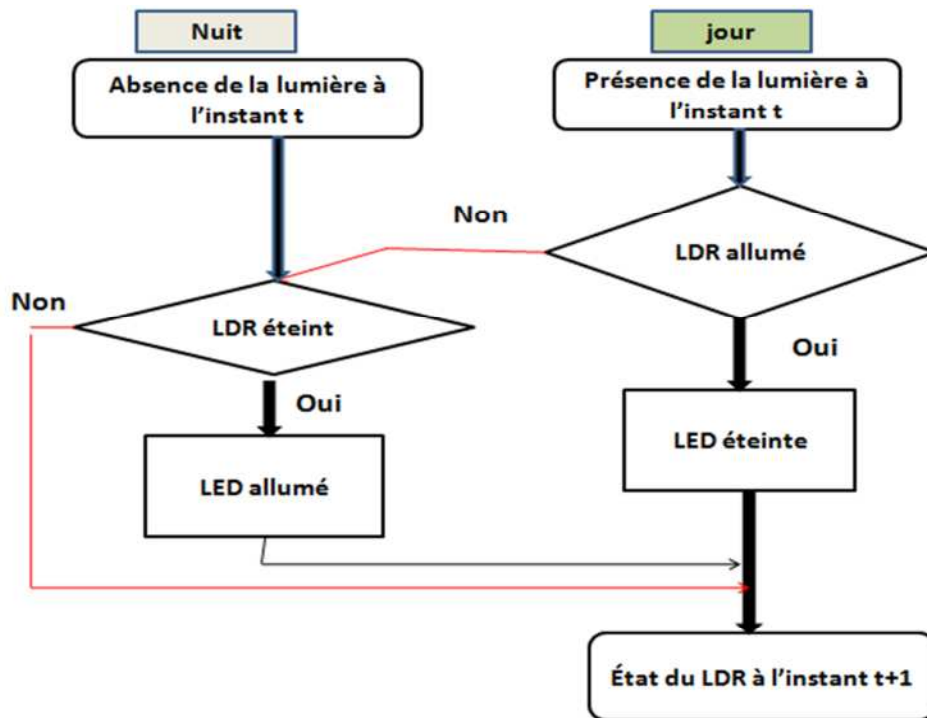 Nuit
jour
Absence de la lumière à
l'instant t
Présence de la lumière à
l'instant t
Non
LDR allumé
Non
LDR éteint
Oui
Oui
LED éteinte
LED allumé
État du LDR à l'instant t+1